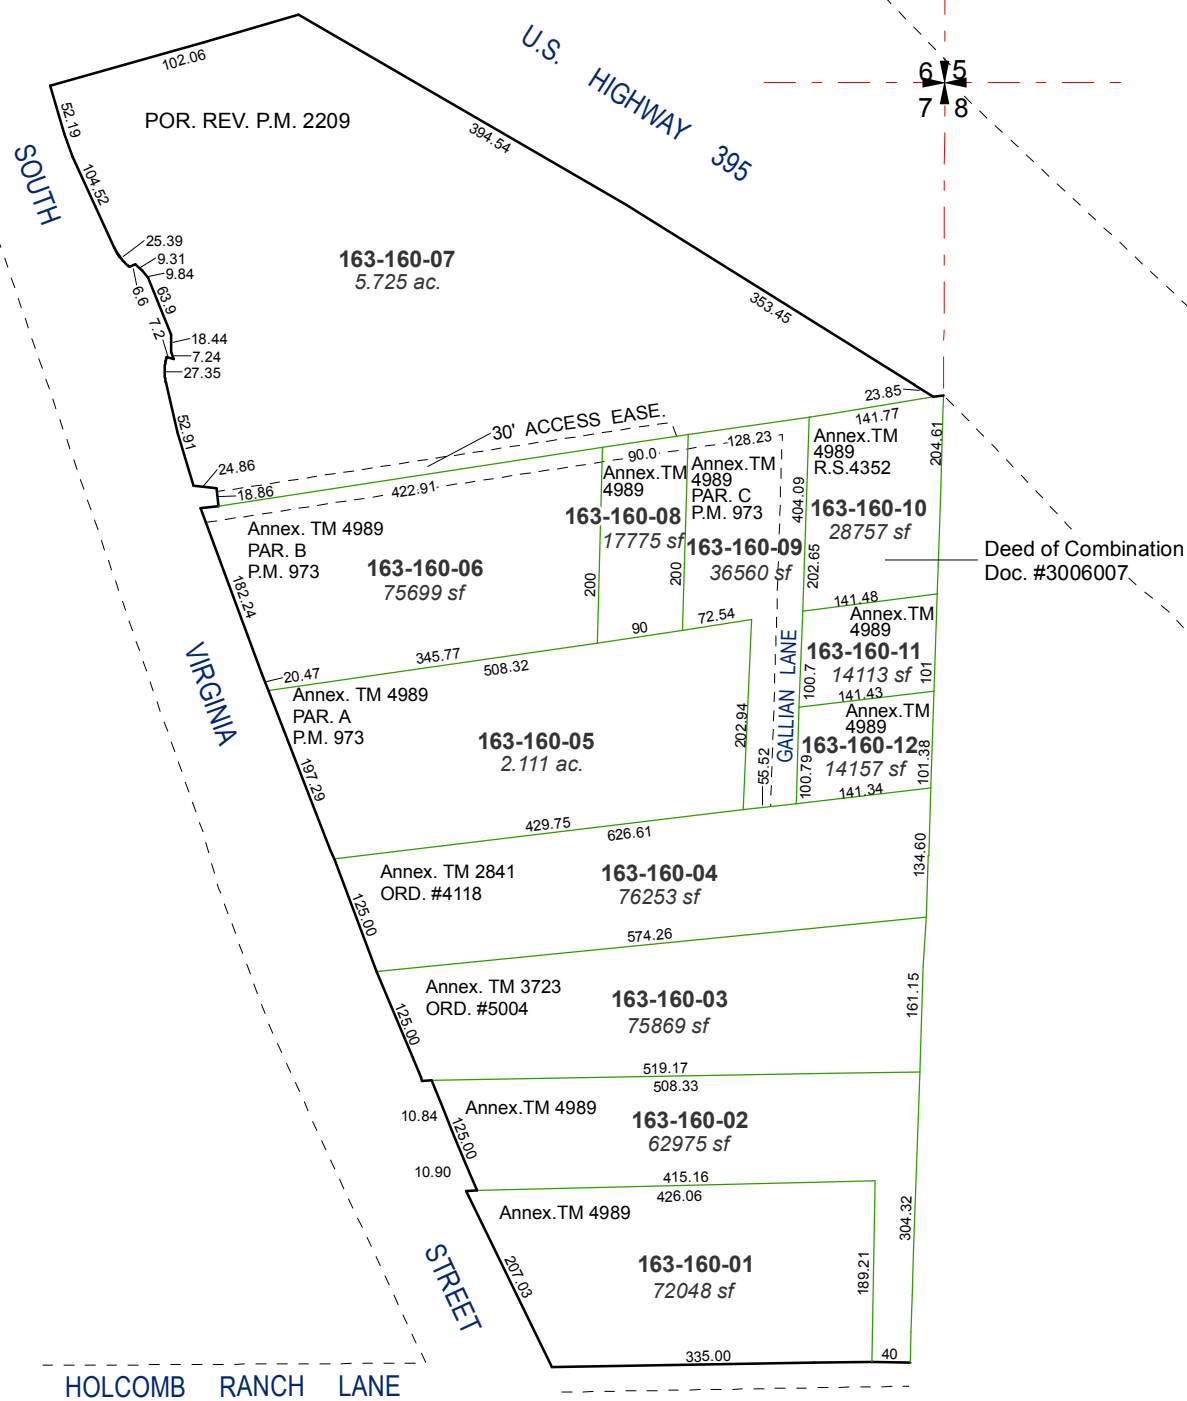 102.06
U.S. HIGHWAY 395
6 5
7 8
52.19
POR. REV. P.M. 2209
394.54
SOUTH
104.52
25.39
9.31
9.84
6.6
63.9
163-160-07
5.725 ac.
353.45
7.2
18.44
7.24
27.35
23.85
52.91
30' ACCESS EASE.
141.77
204.61
128.23
90.0
24.86
18.86
422.91
Annex.TM
4989
Annex.TM
4989
PAR. C
P.M. 973
Annex.TM
4989
R.S.4352
404.09
Annex. TM 4989
PAR. B
P.M. 973
163-160-08
17775 sf
163-160-10
28757 sf
163-160-09
36560 sf
163-160-06
75699 sf
Deed of Combination
Doc. #3006007
182.24
200
200
202.65
141.48
72.54
90
Annex.TM
4989
163-160-11
14113 sf
345.77
508.32
20.47
100.7
101
141.43
VIRGINIA
Annex. TM 4989
PAR. A
P.M. 973
GALLIAN LANE
Annex.TM
4989
163-160-12
14157 sf
163-160-05
2.111 ac.
202.94
55.52
100.79
101.38
141.34
197.29
429.75
626.61
134.60
Annex. TM 2841
ORD. #4118
163-160-04
76253 sf
125.00
574.26
Annex. TM 3723
ORD. #5004
163-160-03
75869 sf
161.15
125.00
519.17
508.33
10.84
Annex.TM 4989
163-160-02
62975 sf
125.00
10.90
415.16
426.06
Annex.TM 4989
304.32
STREET
207.03
163-160-01
72048 sf
189.21
335.00
40
HOLCOMB RANCH LANE